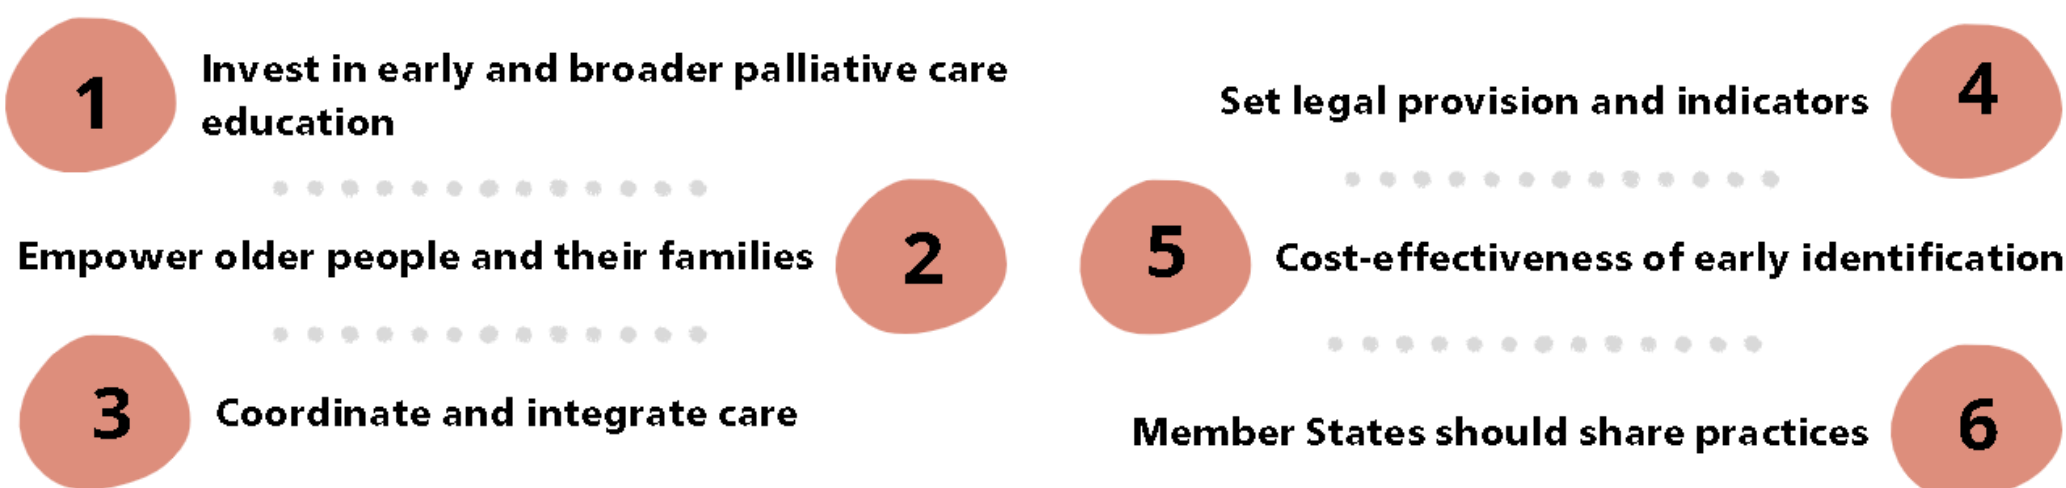 1
Invest in early and broader palliative care
education
Empower older people and their families
2
3
Coordinate and integrate care
Set legal provision and indicators
4
5
Cost-effectiveness of early identification
Member States should share practices
6